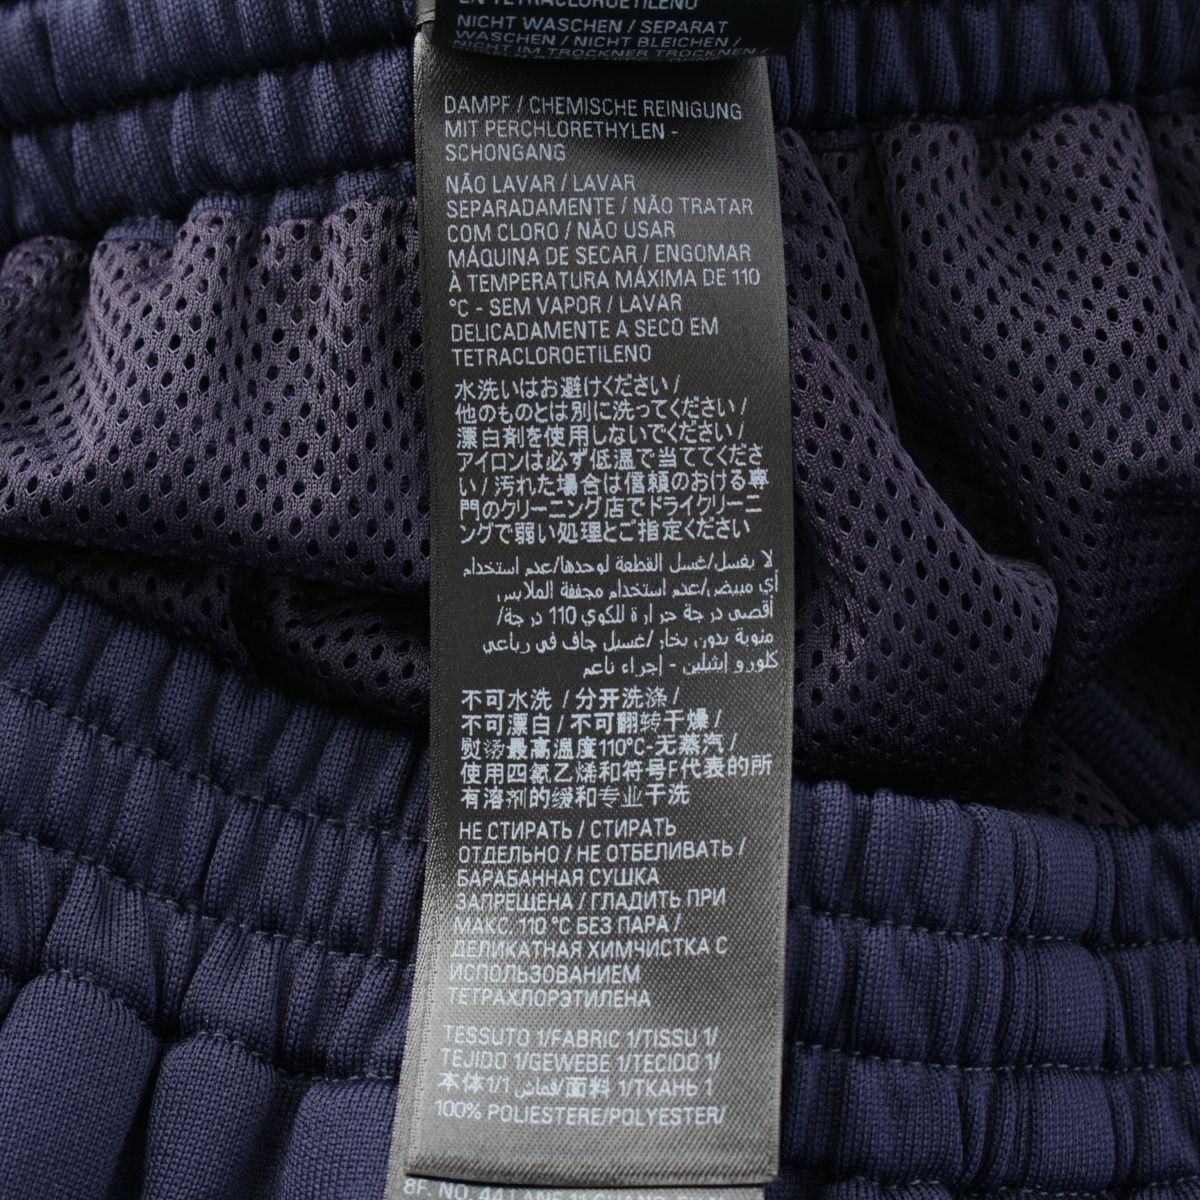 EN TETRACLOROETILENO
NICHT WASCHEN / SEPARAT
WASCHEN / NICHT BLEICHEN /
NICHT IM TROCKNER TROCKNEN /
DAMPF / CHEMISCHE REINIGUNG
MIT PERCHLORETHYLEN -
SCHONGANG
NÃO LAVAR / LAVAR
SEPARADAMENTE / NÃO TRATAR
COM CLORO / NÃO USAR
MÁQUINA DE SECAR / ENGOMAR
À TEMPERATURA MÁXIMA DE 110
°C - SEM VAPOR / LAVAR
DELICADAMENTE A SECO EM
TETRACLOROETILENO
水洗いはお避けください /
他のものとは別に洗ってください /
漂白剤を使用しないでください /
アイロンは必ず低温で当ててくださ
い / 汚れた場合は信頼のおける専
門のクリーニング店でドライクリーニ
ングで弱い処理とご指定ください
لا يغسل/غسل القطعة لوحدها/عدم استخدام
أي مبيض/عدم استخدام مجففة الملابس
أقصى درجة حرارة للكوي 110 درجة/
منوية بدون بخار/غسيل جاف في رباعي
كلورو إيثيلين - إجراء ناعم
不可水洗 / 分开洗涤 /
不可漂白 / 不可翻转干燥 /
熨烫最高温度110°C-无蒸汽 /
使用四氯乙烯和符号F代表的所
有溶剂的缓和专业干洗
НЕ СТИРАТЬ / СТИРАТЬ
ОТДЕЛЬНО / НЕ ОТБЕЛИВАТЬ /
БАРАБАННАЯ СУШКА
ЗАПРЕЩЕНА / ГЛАДИТЬ ПРИ
МАКС. 110 °C БЕЗ ПАРА /
ДЕЛИКАТНАЯ ХИМЧИСТКА С
ИСПОЛЬЗОВАНИЕМ
ТЕТРАХЛОРЭТИЛЕНА
TESSUTO 1/FABRIC 1/TISSU 1/
TEJIDO 1/GEWEBE 1/TECIDO 1/
本体1/1 قماش/面料 1/ТКАНЬ 1
100% POLIESTERE/POLYESTER/